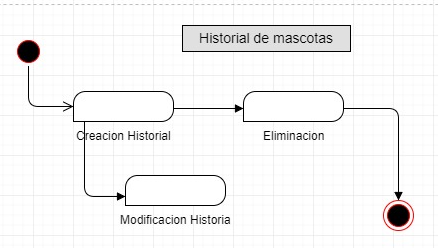 Historial de mascotas
Creacion Historial
Eliminacion
Modificacion Historia